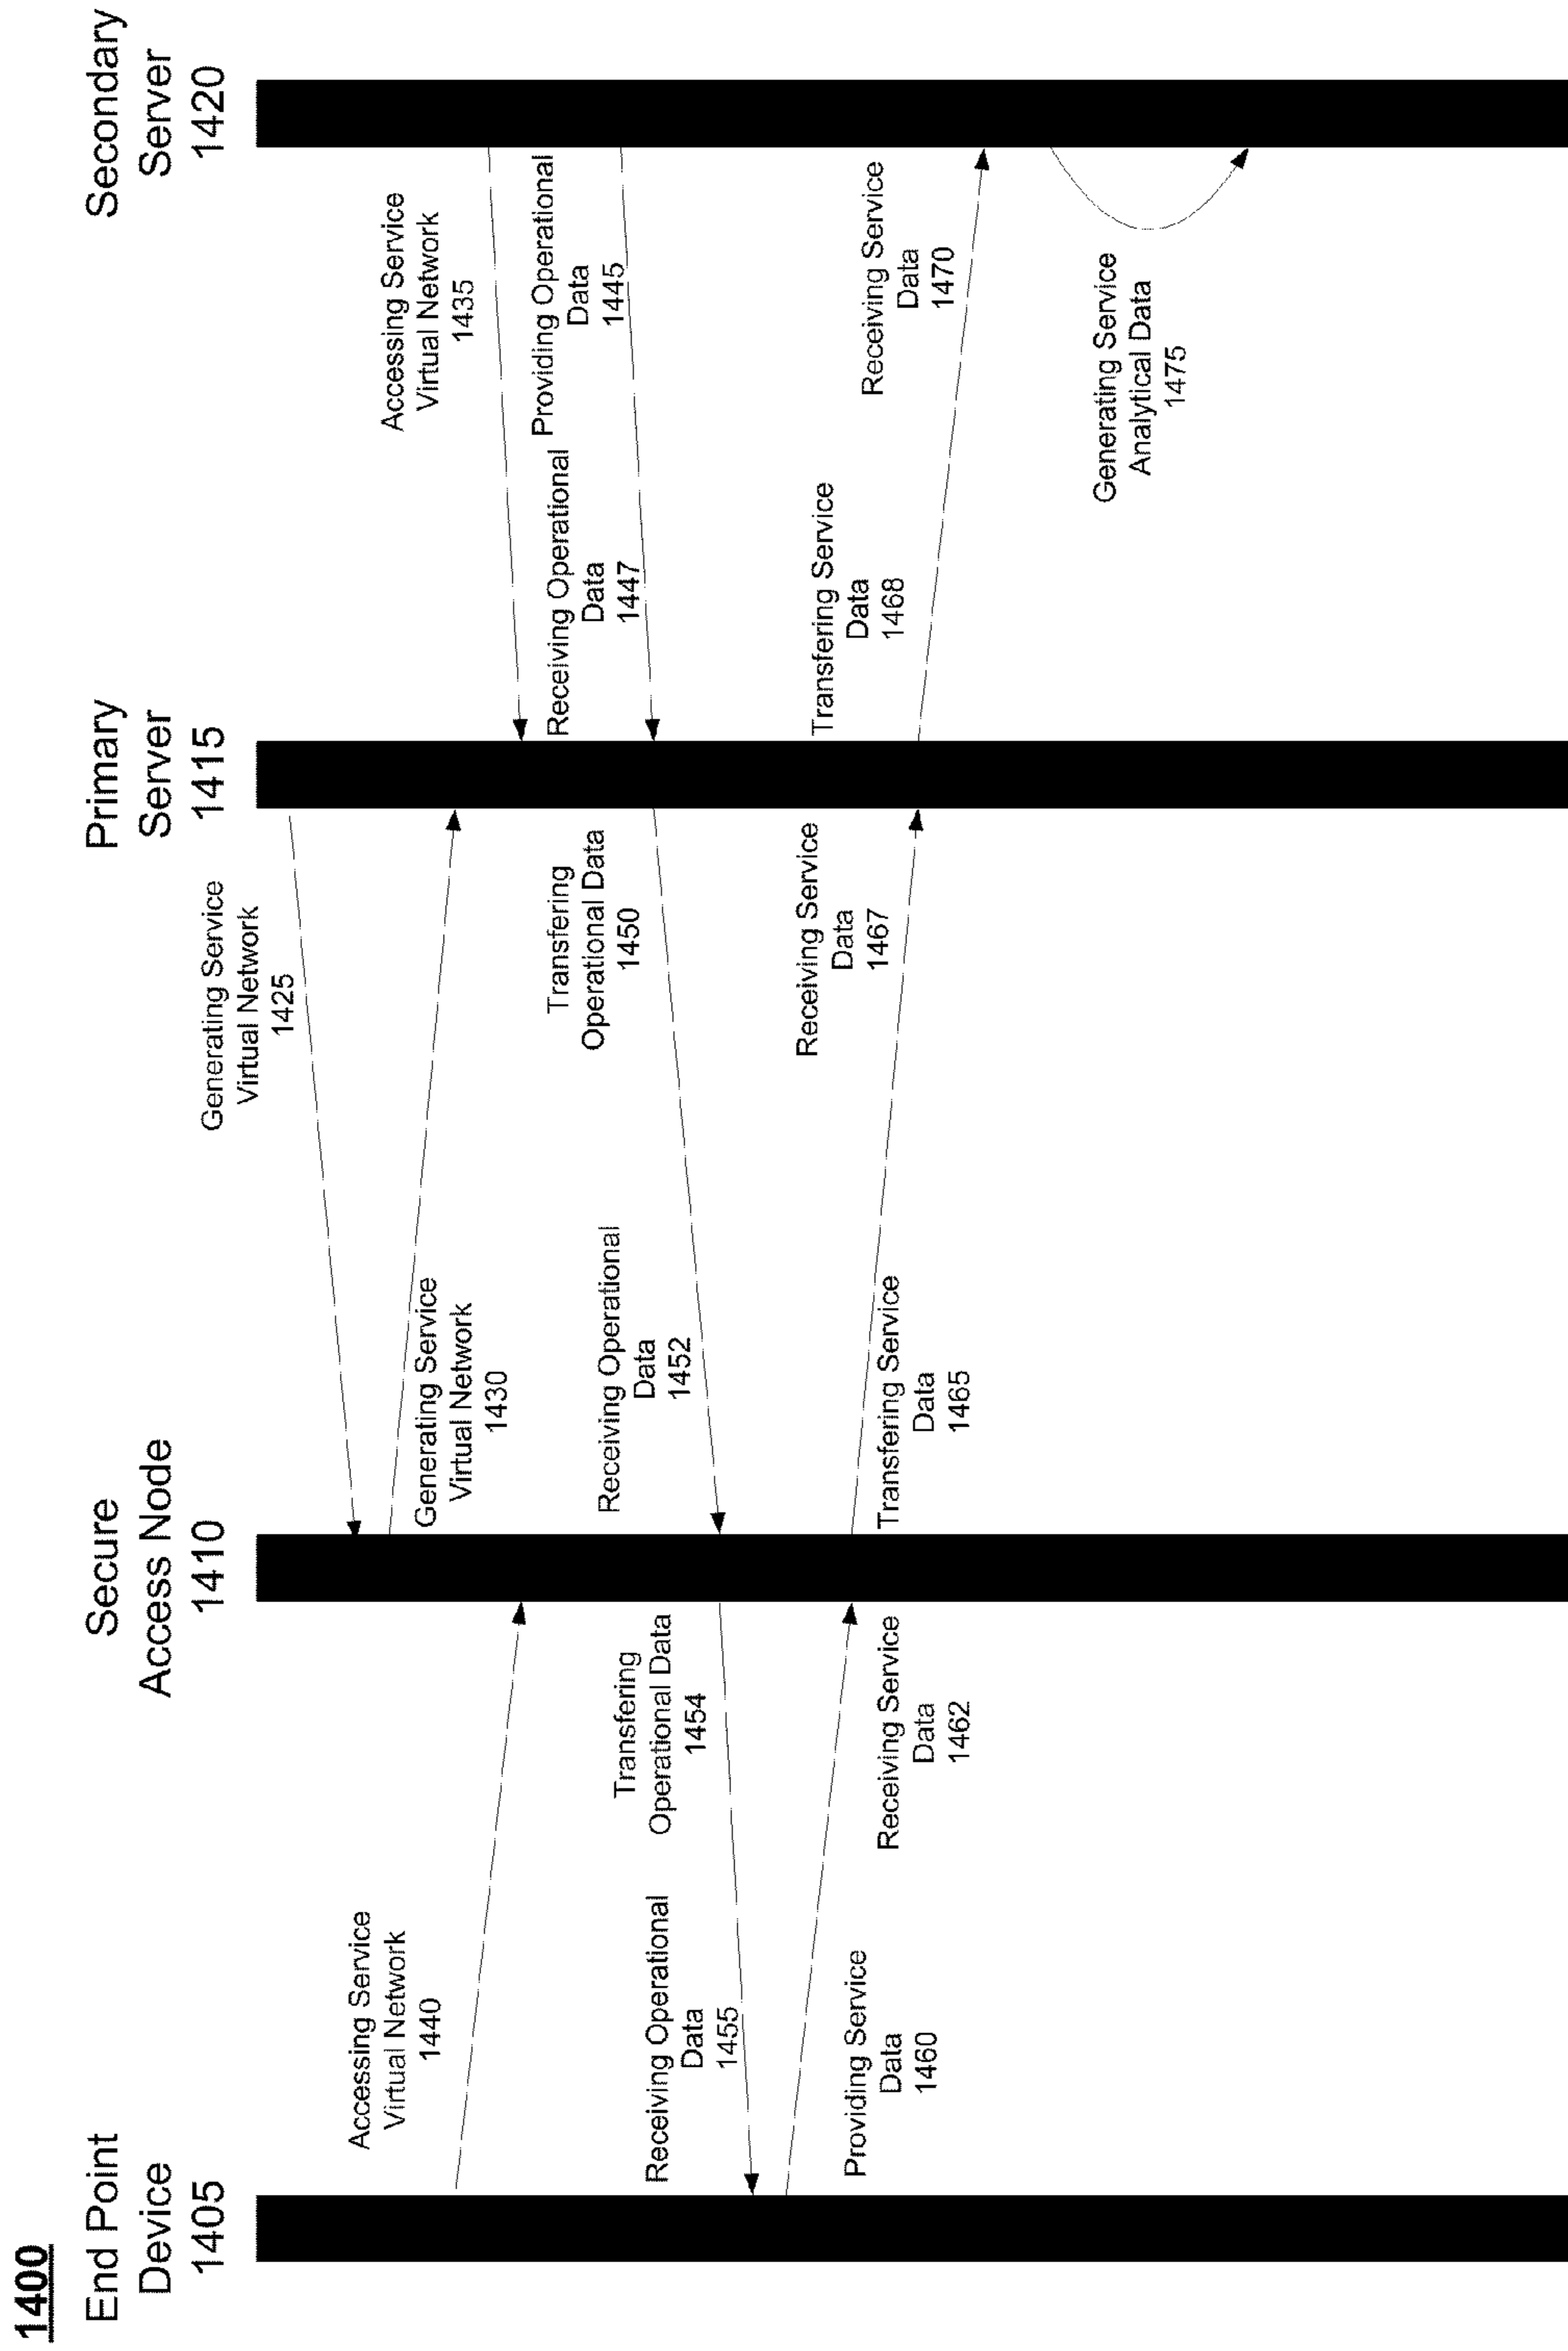 1400
End Point
Device
1405
Secure
Access Node
1410
Primary
Server
1415
Secondary
Server
1420
Generating Service
Virtual Network
1425
Generating Service
Virtual Network
1430
Accessing Service
Virtual Network
1435
Accessing Service
Virtual Network
1440
Providing Operational
Data
1445
Receiving Operational
Data
1447
Transfering
Operational Data
1450
Receiving Operational
Data
1452
Transfering
Operational Data
1454
Receiving Operational
Data
1455
Providing Service
Data
1460
Receiving Service
Data
1462
Transfering Service
Data
1465
Receiving Service
Data
1467
Transfering Service
Data
1468
Receiving Service
Data
1470
Generating Service
Analytical Data
1475